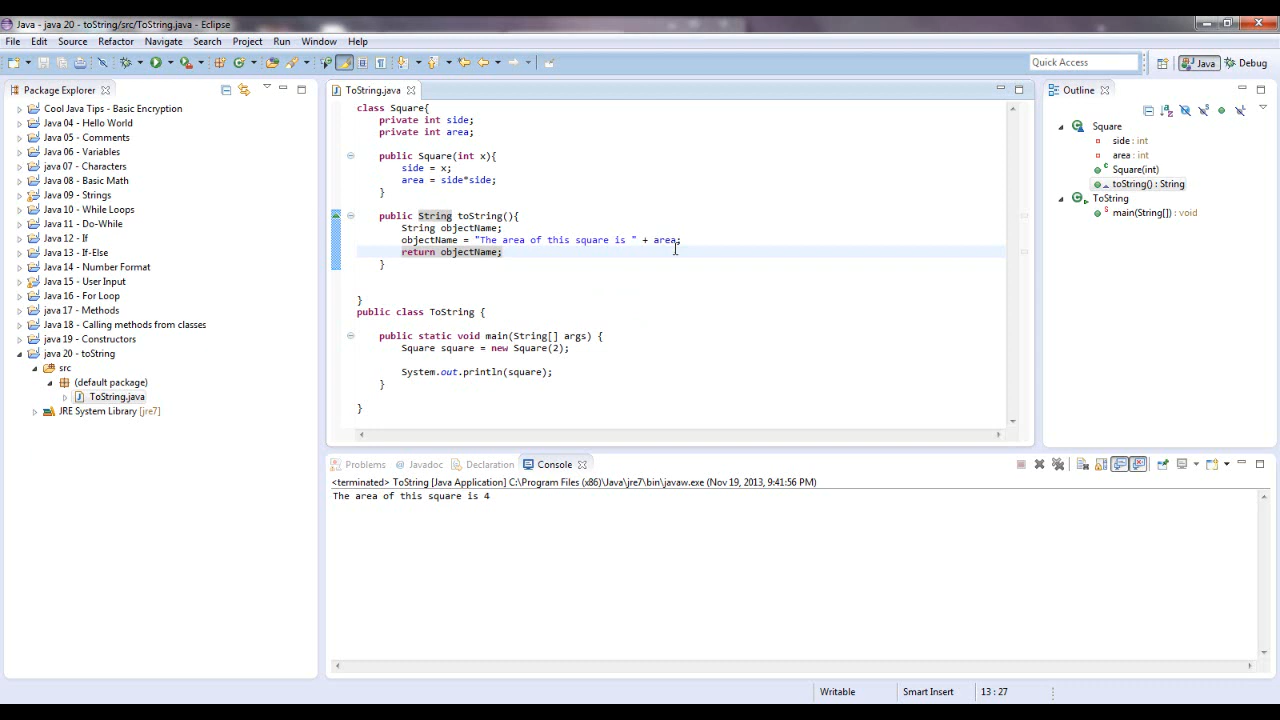 Java - java 20 - toString/src/ToString.java - Eclipse
File Edit Source Refactor Navigate Search Project Run Window Help
Quick Access
Java
Debug
Package Explorer
Cool Java Tips - Basic Encryption
Java 04 - Hello World
Java 05 - Comments
Java 06 - Variables
java 07 - Characters
Java 08 - Basic Math
Java 09 - Strings
Java 10 - While Loops
Java 11 - Do-While
Java 12 - If
Java 13 - If-Else
Java 14 - Number Format
Java 15 - User Input
Java 16 - For Loop
java 17 - Methods
Java 18 - Calling methods from classes
java 19 - Constructors
java 20 - toString
src
(default package)
ToString.java
JRE System Library [jre7]
ToString.java
class Square{
private int side;
private int area;
public Square(int x){
side = x;
area = side*side;
}
public String toString(){
String objectName;
objectName = "The area of this square is " + area;
return objectName;
}
}
public class ToString {
public static void main(String[] args) {
Square square = new Square(2);
System.out.println(square);
}
}
Outline
Square
side : int
area : int
Square(int)
toString() : String
ToString
main(String[]) : void
Problems Javadoc Declaration Console
<terminated> ToString [Java Application] C:\Program Files (x86)\Java\jre7\bin\javaw.exe (Nov 19, 2013, 9:41:56 PM)
The area of this square is 4
Writable Smart Insert 13 : 27